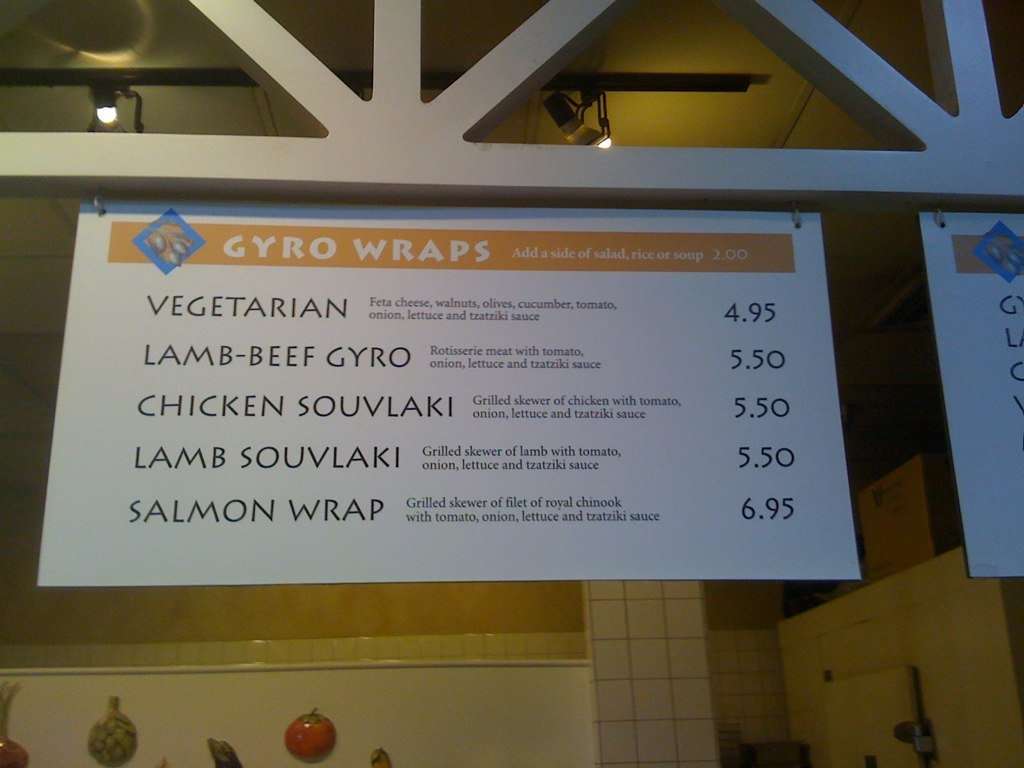 GYRO WRAPS Add a side of salad, rice or soup 2.00
VEGETARIAN Feta cheese, walnuts, olives, cucumber, tomato,
onion, lettuce and tzatziki sauce 4.95
LAMB-BEEF GYRO Rotisserie meat with tomato,
onion, lettuce and tzatziki sauce 5.50
CHICKEN SOUVLAKI Grilled skewer of chicken with tomato,
onion, lettuce and tzatziki sauce 5.50
LAMB SOUVLAKI Grilled skewer of lamb with tomato,
onion, lettuce and tzatziki sauce 5.50
SALMON WRAP Grilled skewer of filet of royal chinook
with tomato, onion, lettuce and tzatziki sauce 6.95